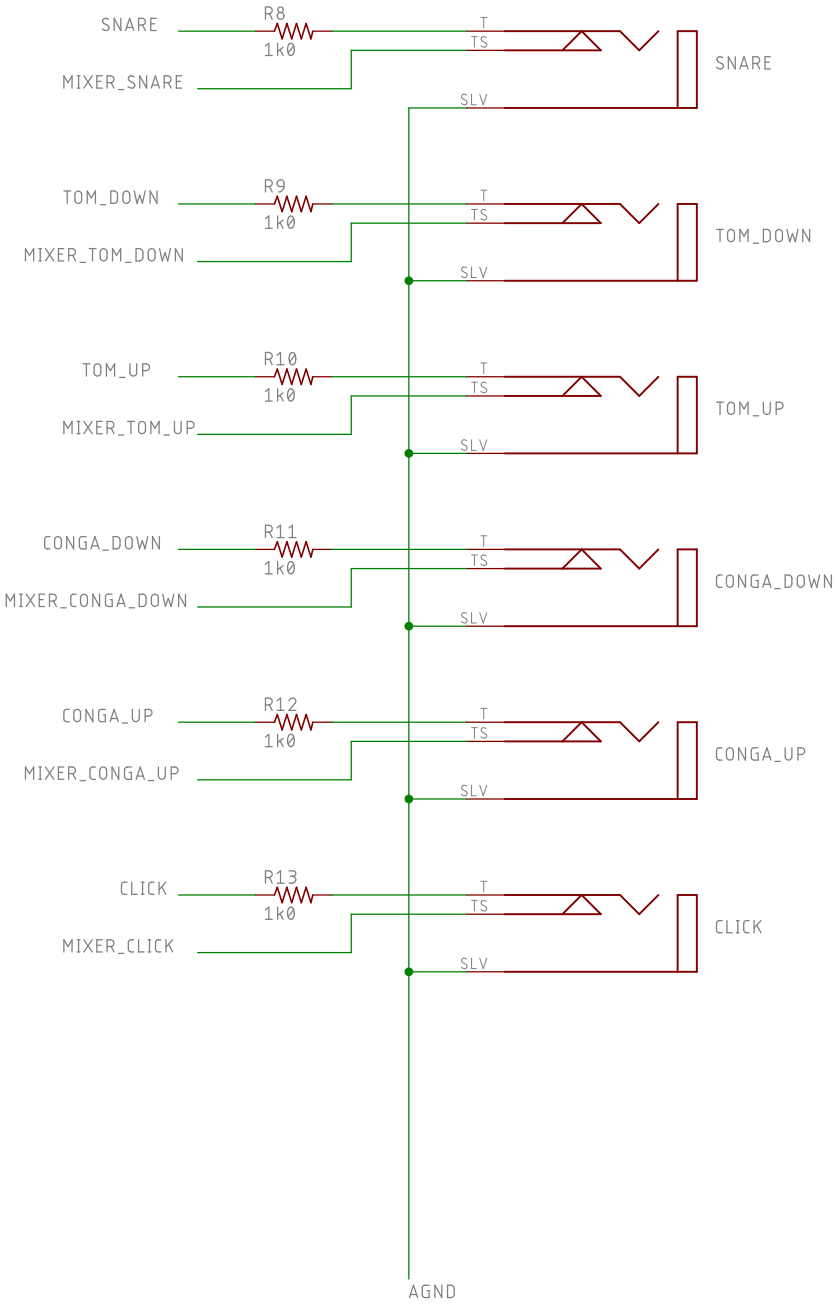 SNARE
R8
1k0
MIXER_SNARE
T
TS
SLV
SNARE
TOM_DOWN
R9
1k0
MIXER_TOM_DOWN
T
TS
SLV
TOM_DOWN
TOM_UP
R10
1k0
MIXER_TOM_UP
T
TS
SLV
TOM_UP
CONGA_DOWN
R11
1k0
MIXER_CONGA_DOWN
T
TS
SLV
CONGA_DOWN
CONGA_UP
R12
1k0
MIXER_CONGA_UP
T
TS
SLV
CONGA_UP
CLICK
R13
1k0
MIXER_CLICK
T
TS
SLV
CLICK
AGND